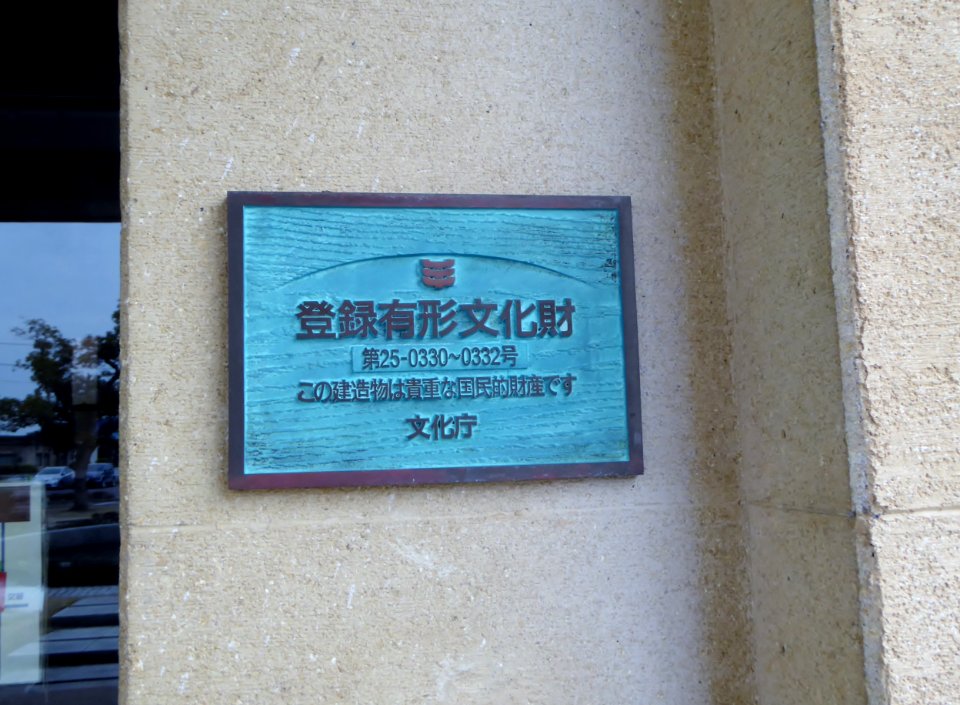 登録有形文化財
第25-0330~0332号
この建造物は貴重な国民的財産です
文化庁